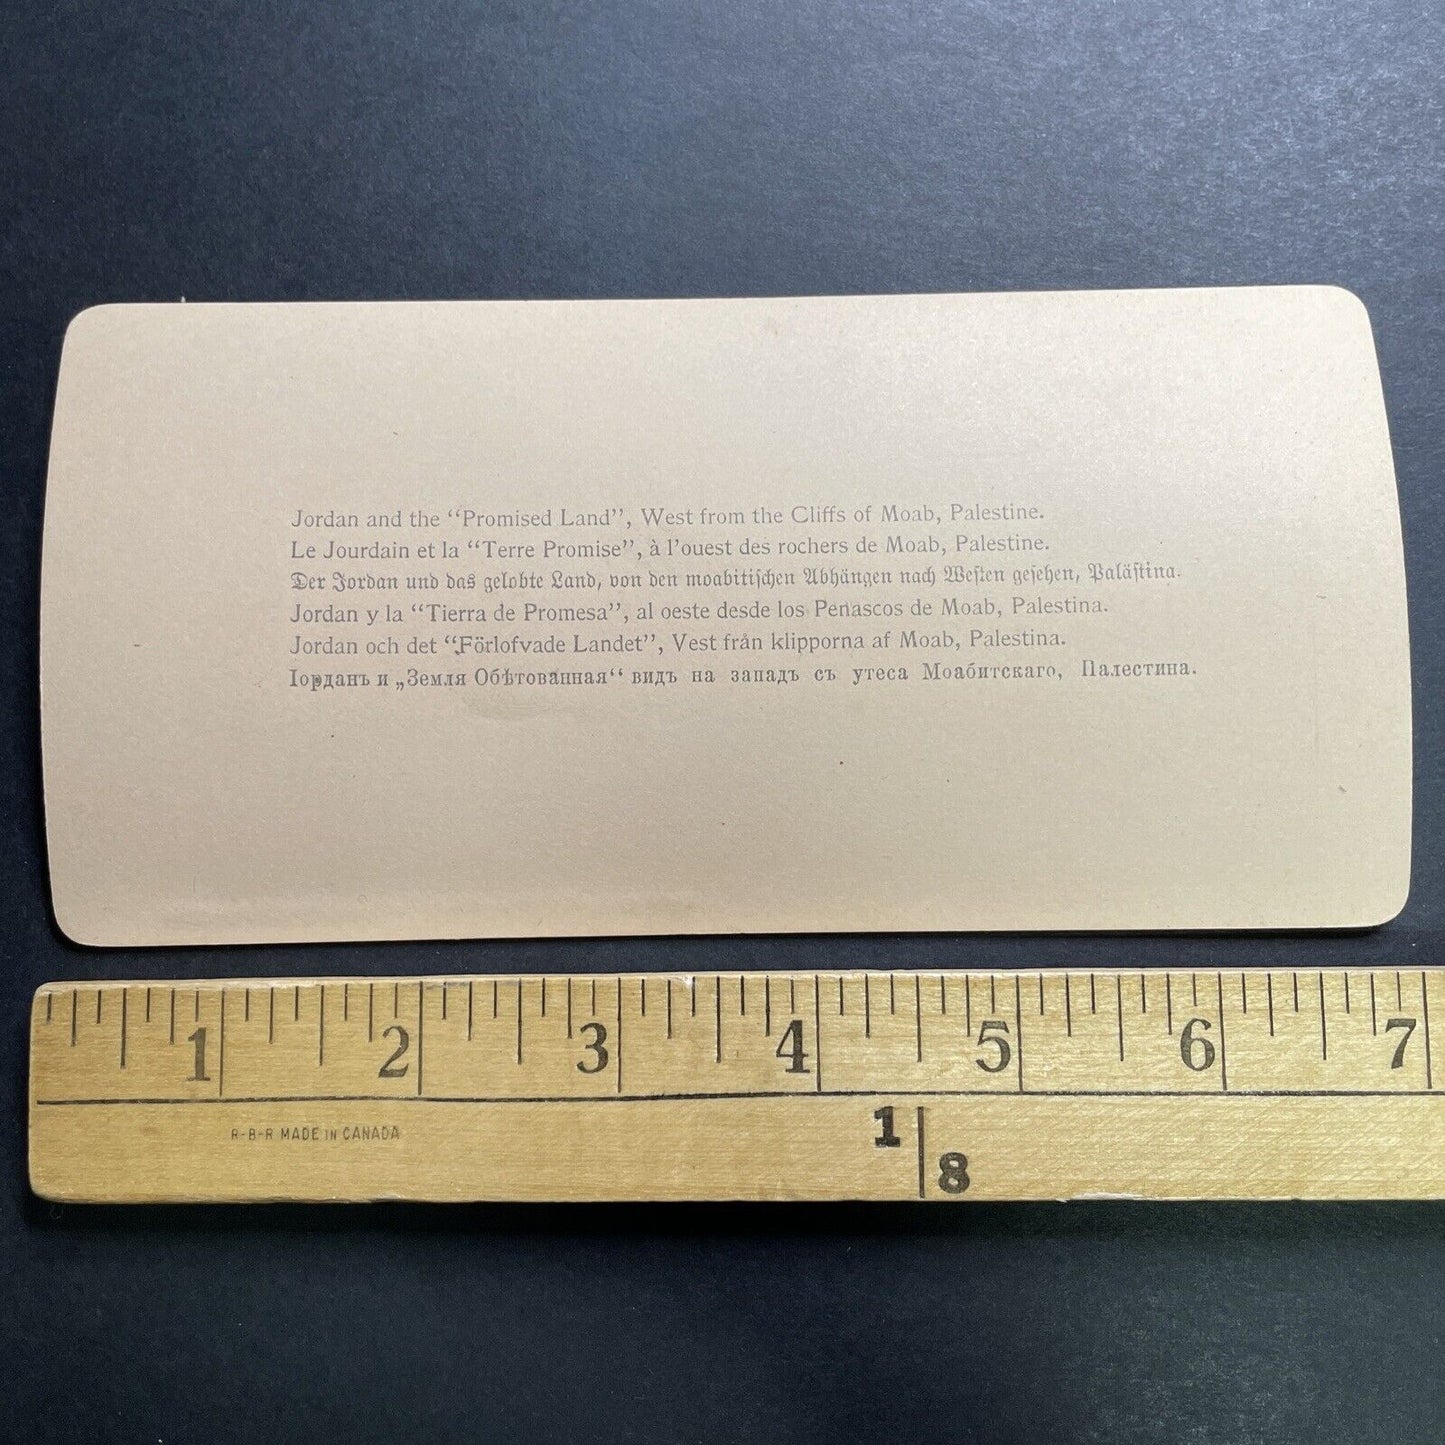 Jordan and the “Promised Land”, West from the Cliffs of Moab, Palestine.
Le Jourdain et la “Terre Promise”, à l’ouest des rochers de Moab, Palestine.
Der Jordan und das gelobte Land, von den moabitischen Abhängen nach Westen gesehen, Palästina.
Jordan y la “Tierra de Promesa”, al oeste desde los Penascos de Moab, Palestina.
Jordan och det “Förlofvade Landet”, Vest från klipporna af Moab, Palestina.
Іорданъ и „Земля Обѣтованная“ видъ на западъ съ утеса Моабитскаго, Палестина.
1 2 3 4 5 6 7
R-B-R MADE IN CANADA
1
8